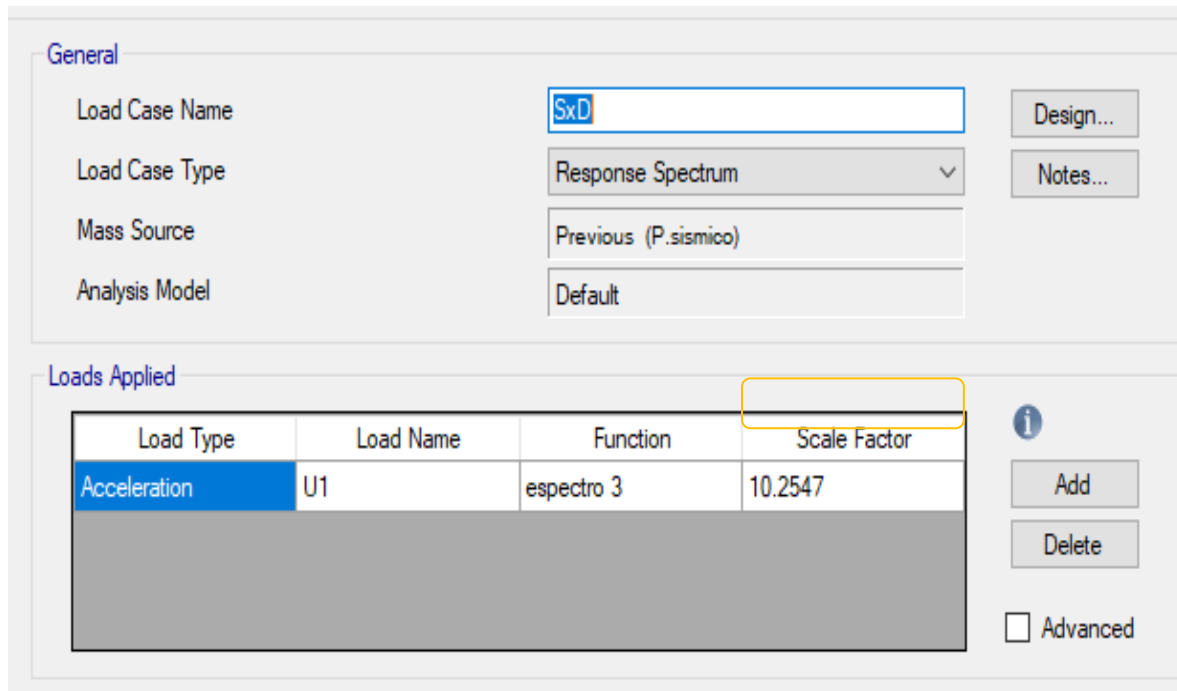 General
Load Case Name SxD Design...
Load Case Type Response Spectrum Notes...
Mass Source Previous (P.sismico)
Analysis Model Default
Loads Applied
Load Type Load Name Function Scale Factor
Acceleration U1 espectro 3 10.2547 Add
Delete
Advanced